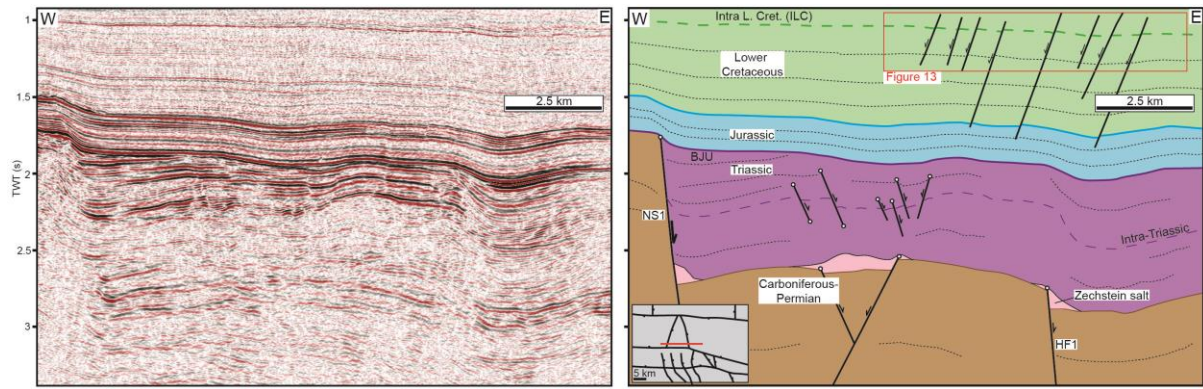 W
E
1
1.5
2
2.5
3
TWT (s)
2.5 km
W
E
Intra L. Cret. (ILC)
Lower
Cretaceous
Figure 13
2.5 km
Jurassic
BJU
Triassic
NS1
Intra-Triassic
Carboniferous-
Permian
Zechstein salt
HF1
5 km